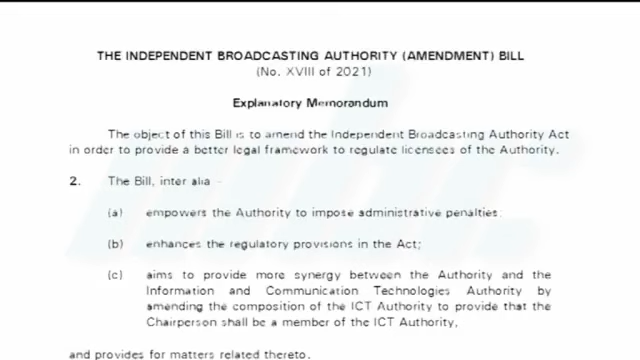 THE INDEPENDENT BROADCASTING AUTHORITY (AMENDMENT) BILL
(No. XVIII of 2021)
Explanatory Memorandum
The object of this Bill is to amend the Independent Broadcasting Authority Act
in order to provide a better legal framework to regulate licensees of the Authority.
2. The Bill, inter alia –
(a) empowers the Authority to impose administrative penalties;
(b) enhances the regulatory provisions in the Act;
(c) aims to provide more synergy between the Authority and the
Information and Communication Technologies Authority by
amending the composition of the ICT Authority to provide that the
Chairperson shall be a member of the ICT Authority,
and provides for matters related thereto.